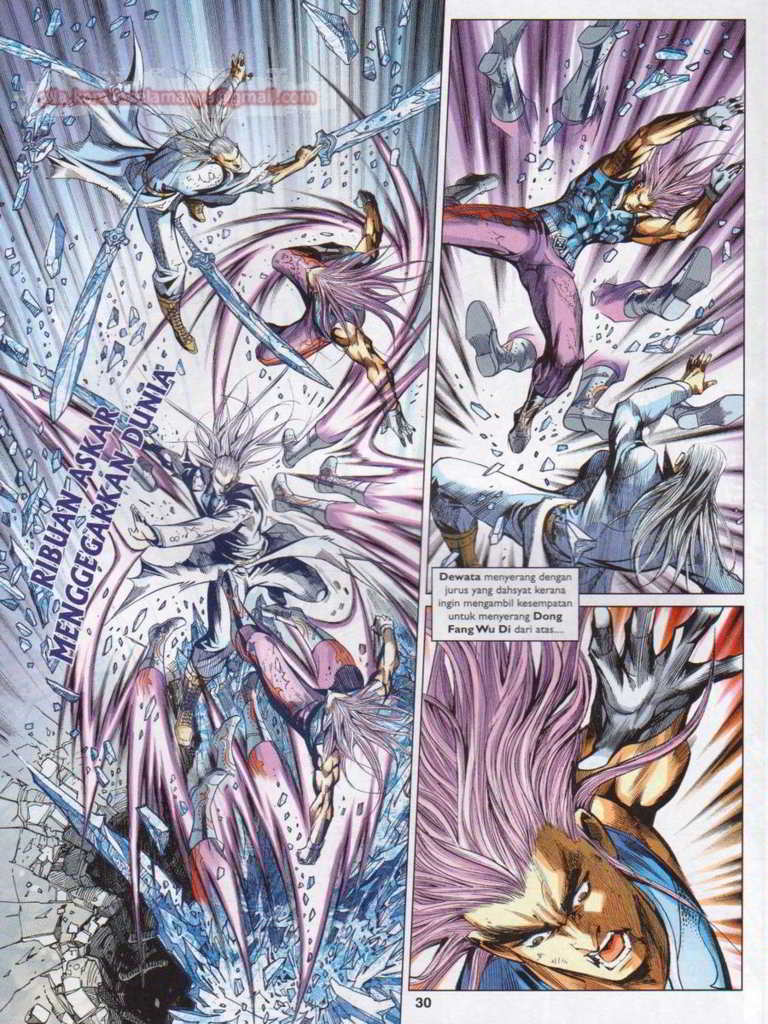 RIBUAN ASKAR
MENGGEGARKAN DUNIA
Dewata menyerang dengan
jurus yang dahsyat kerana
ingin mengambil kesempatan
untuk menyerang Dong
Fang Wu Di dari atas....
30